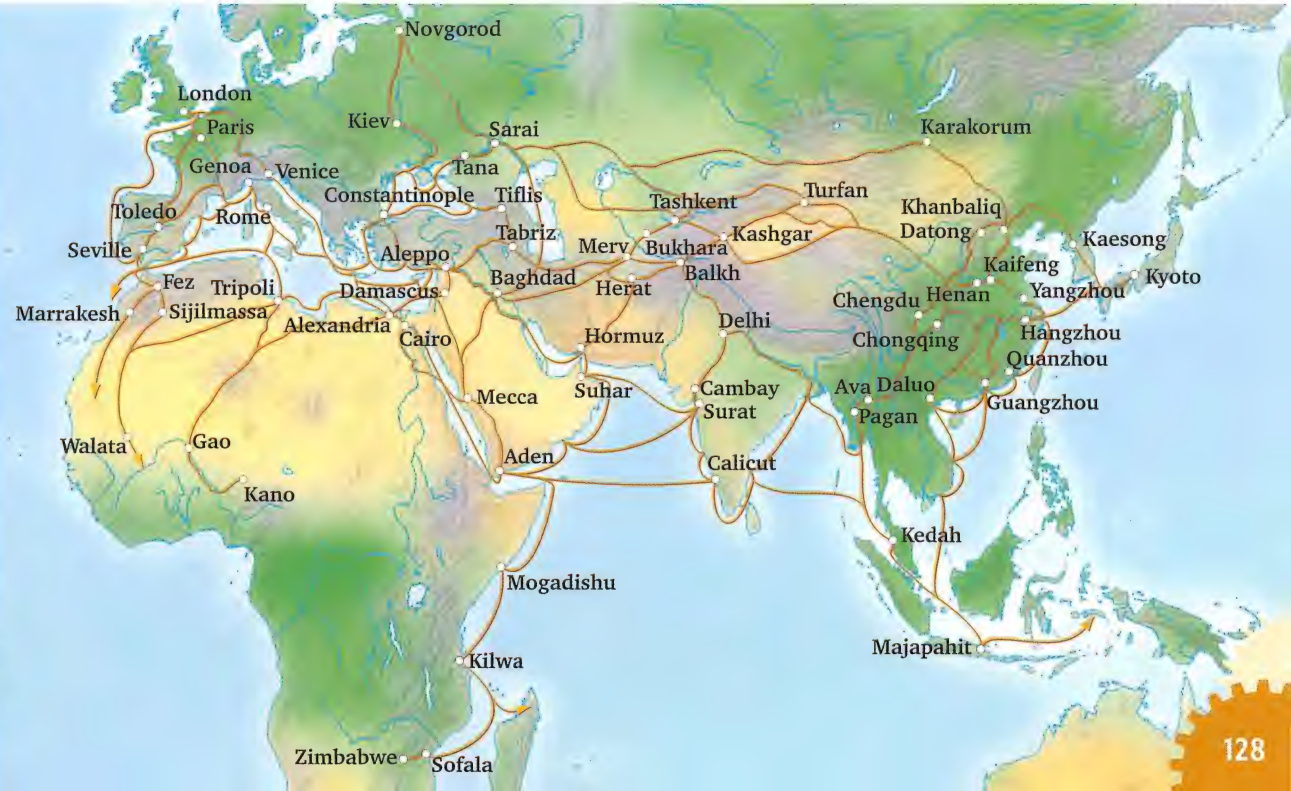 Novgorod
London
Kiev
Paris
Sarai
Karakorum
Genoa
Venice
Tana
Constantinople
Tiflis
Turfan
Toledo
Rome
Tashkent
Khanbaliq
Datong
Seville
Tabriz
Aleppo
Merv
Bukhara
Kashgar
Kaesong
Fez
Tripoli
Baghdad
Balkh
Kaifeng
Kyoto
Damascus
Herat
Chengdu
Henan
Yangzhou
Marrakesh
Sijilmassa
Alexandria
Cairo
Hormuz
Delhi
Chongqing
Hangzhou
Quanzhou
Suhar
Cambay
Ava
Daluo
Mecca
Surat
Pagan
Guangzhou
Walata
Gao
Aden
Calicut
Kano
Kedah
Mogadishu
Majapahit
Kilwa
Zimbabwe
Sofala
128